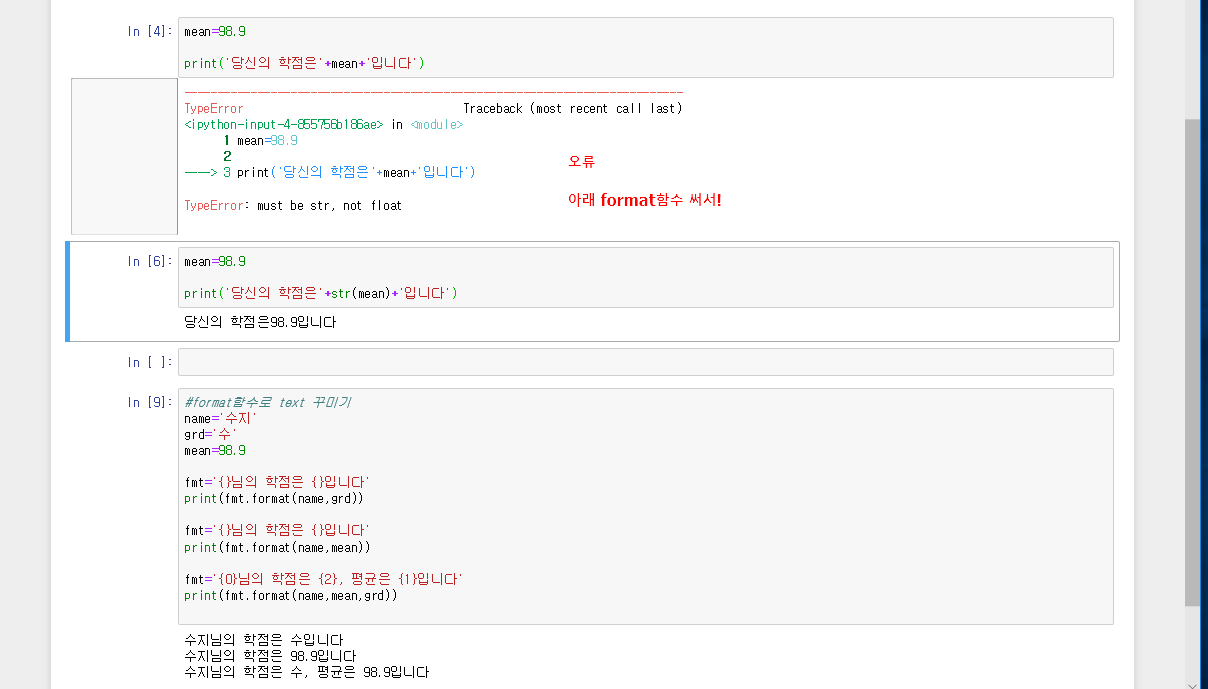 In [4]: mean=98.9
print('당신의 학점은'+mean+'입니다')
---------------------------------------------------------------------------
TypeError Traceback (most recent call last)
<ipython-input-4-855756b186ae> in <module>
1 mean=98.9
2
----> 3 print('당신의 학점은'+mean+'입니다')
오류
아래 format함수 써서!
TypeError: must be str, not float
In [6]: mean=98.9
print('당신의 학점은'+str(mean)+'입니다')
당신의 학점은98.9입니다
In [ ]:
In [9]: #format함수로 text 꾸미기
name='수지'
grd='수'
mean=98.9
fmt='{}님의 학점은 {}입니다'
print(fmt.format(name,grd))
fmt='{}님의 학점은 {}입니다'
print(fmt.format(name,mean))
fmt='{0}님의 학점은 {2}, 평균은 {1}입니다'
print(fmt.format(name,mean,grd))
수지님의 학점은 수입니다
수지님의 학점은 98.9입니다
수지님의 학점은 수, 평균은 98.9입니다